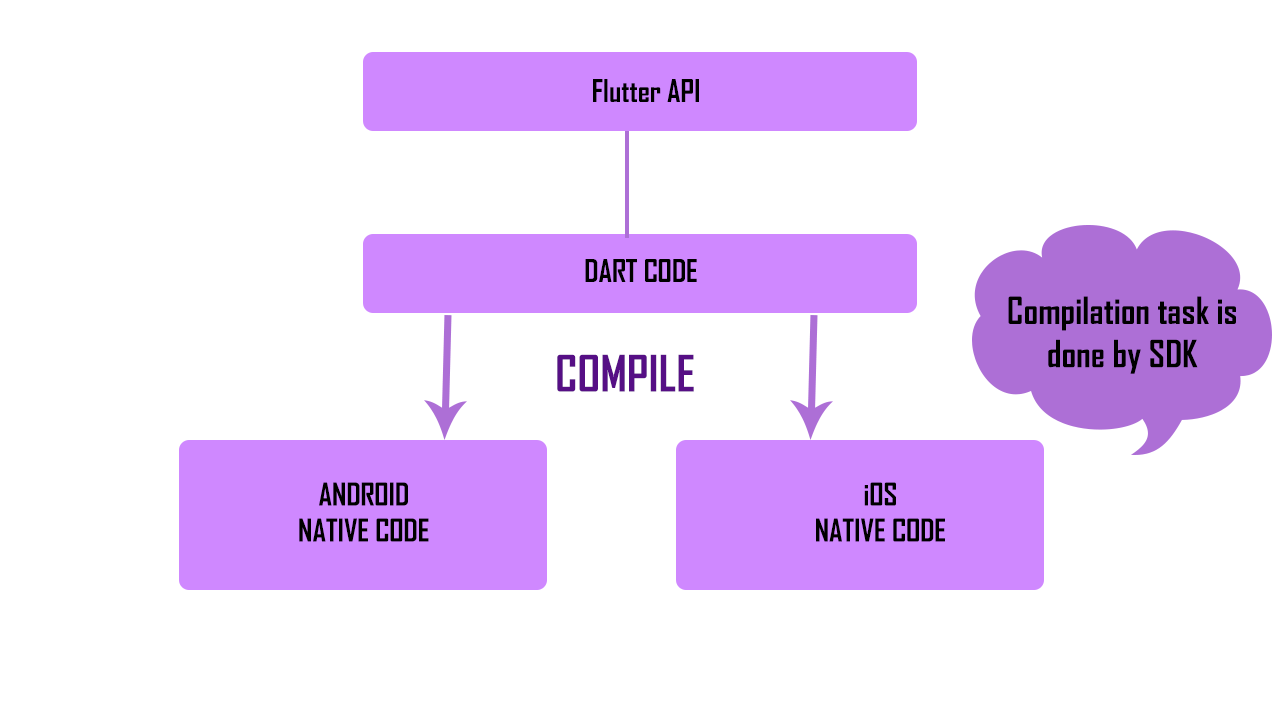 Flutter API
DART CODE
Compilation task is
done by SDK
COMPILE
ANDROID
NATIVE CODE
iOS
NATIVE CODE